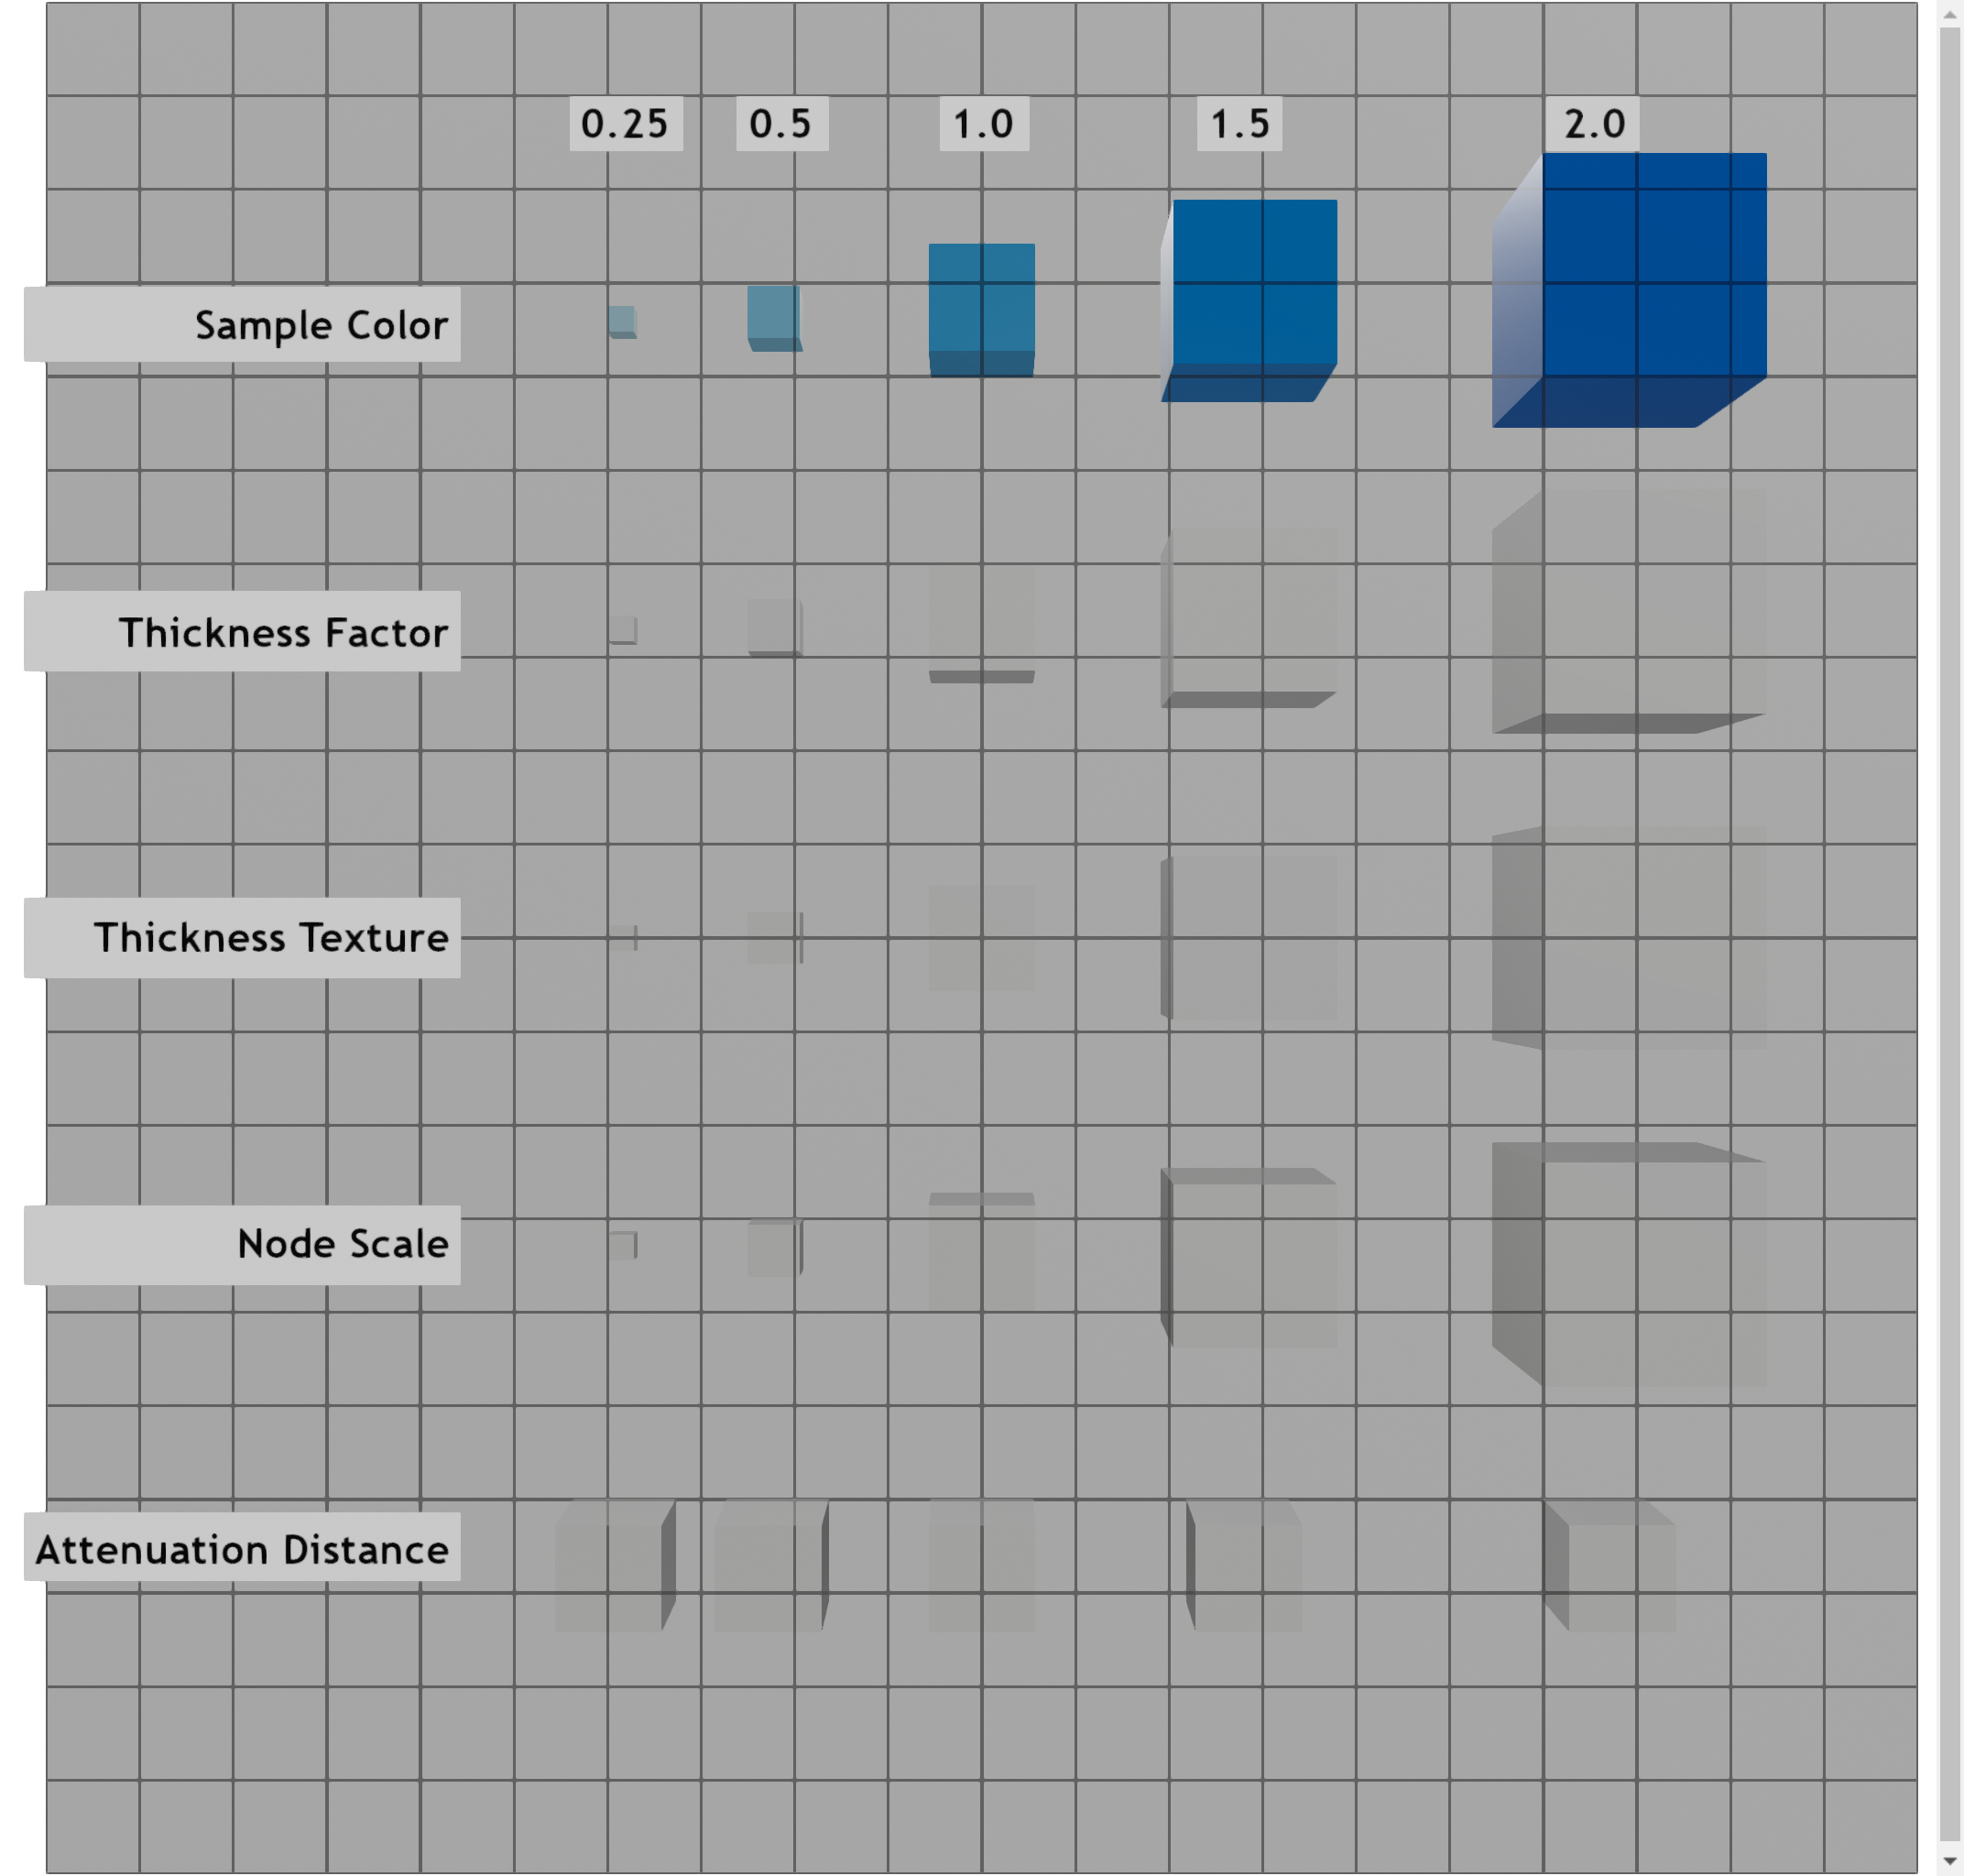 0.25 0.5 1.0 1.5 2.0
Sample Color
Thickness Factor
Thickness Texture
Node Scale
Attenuation Distance